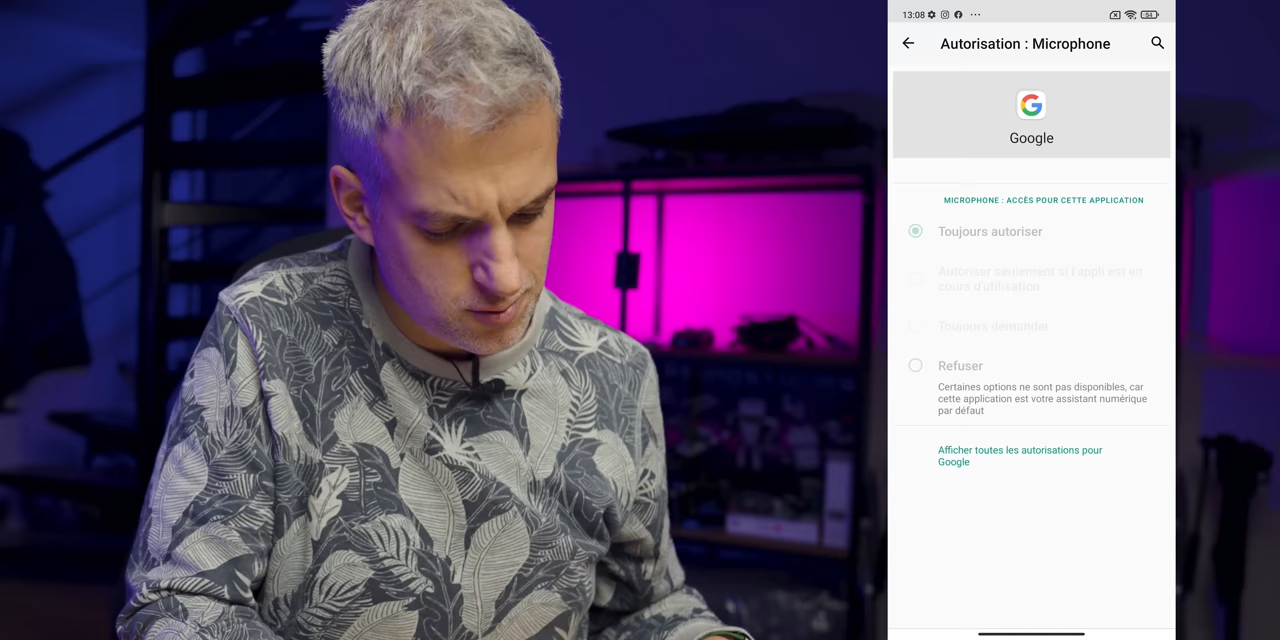 13:08
51
Autorisation : Microphone
Google
MICROPHONE : ACCÈS POUR CETTE APPLICATION
Toujours autoriser
Autoriser seulement si l'appli est en
cours d'utilisation
Toujours demander
Refuser
Certaines options ne sont pas disponibles, car
cette application est votre assistant numérique
par défaut
Afficher toutes les autorisations pour
Google